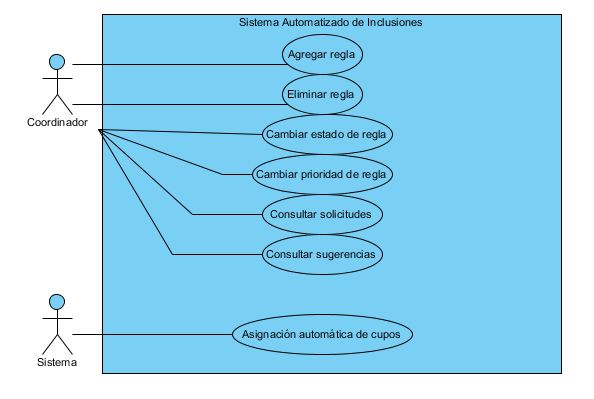 Sistema Automatizado de Inclusiones
Agregar regla
Eliminar regla
Coordinador
Cambiar estado de regla
Cambiar prioridad de regla
Consultar solicitudes
Consultar sugerencias
Asignación automática de cupos
Sistema